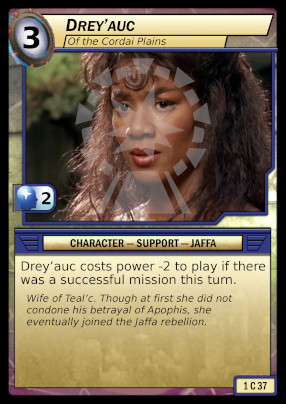 3
DREY'AUC
Of the Cordai Plains
2
CHARACTER – SUPPORT – JAFFA
Drey'auc costs power -2 to play if there
was a successful mission this turn.
Wife of Teal'c. Though at first she did not
condone his betrayal of Apophis, she
eventually joined the Jaffa rebellion.
1 C 37